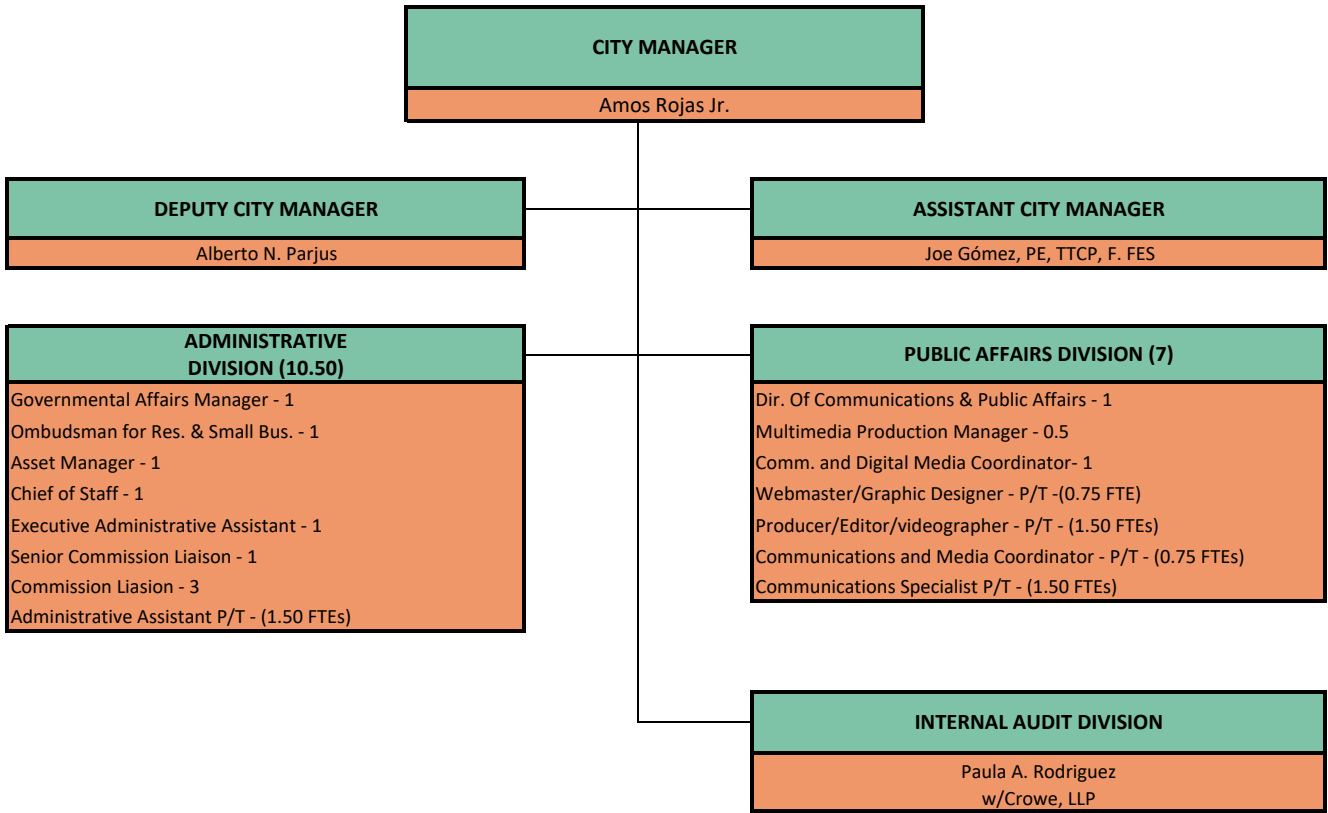 CITY MANAGER
Amos Rojas Jr.
DEPUTY CITY MANAGER
Alberto N. Parjus
ASSISTANT CITY MANAGER
Joe Gómez, PE, TTCP, F. FES
ADMINISTRATIVE
DIVISION (10.50)
Governmental Affairs Manager - 1
Ombudsman for Res. & Small Bus. - 1
Asset Manager - 1
Chief of Staff - 1
Executive Administrative Assistant - 1
Senior Commission Liaison - 1
Commission Liasion - 3
Administrative Assistant P/T - (1.50 FTEs)
PUBLIC AFFAIRS DIVISION (7)
Dir. Of Communications & Public Affairs - 1
Multimedia Production Manager - 0.5
Comm. and Digital Media Coordinator- 1
Webmaster/Graphic Designer - P/T -(0.75 FTE)
Producer/Editor/videographer - P/T - (1.50 FTEs)
Communications and Media Coordinator - P/T - (0.75 FTEs)
Communications Specialist P/T - (1.50 FTEs)
INTERNAL AUDIT DIVISION
Paula A. Rodriguez
w/Crowe, LLP